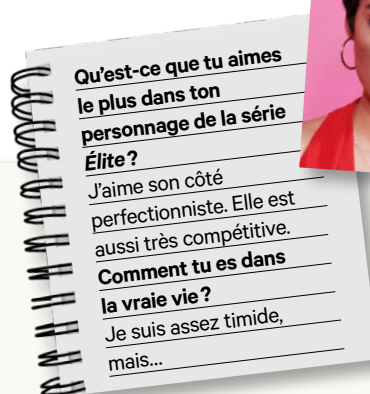 Qu'est-ce que tu aimes
le plus dans ton
personnage de la série
Élite ?
J'aime son côté
perfectionniste. Elle est
aussi très compétitive.
Comment tu es dans
la vraie vie ?
Je suis assez timide,
mais...